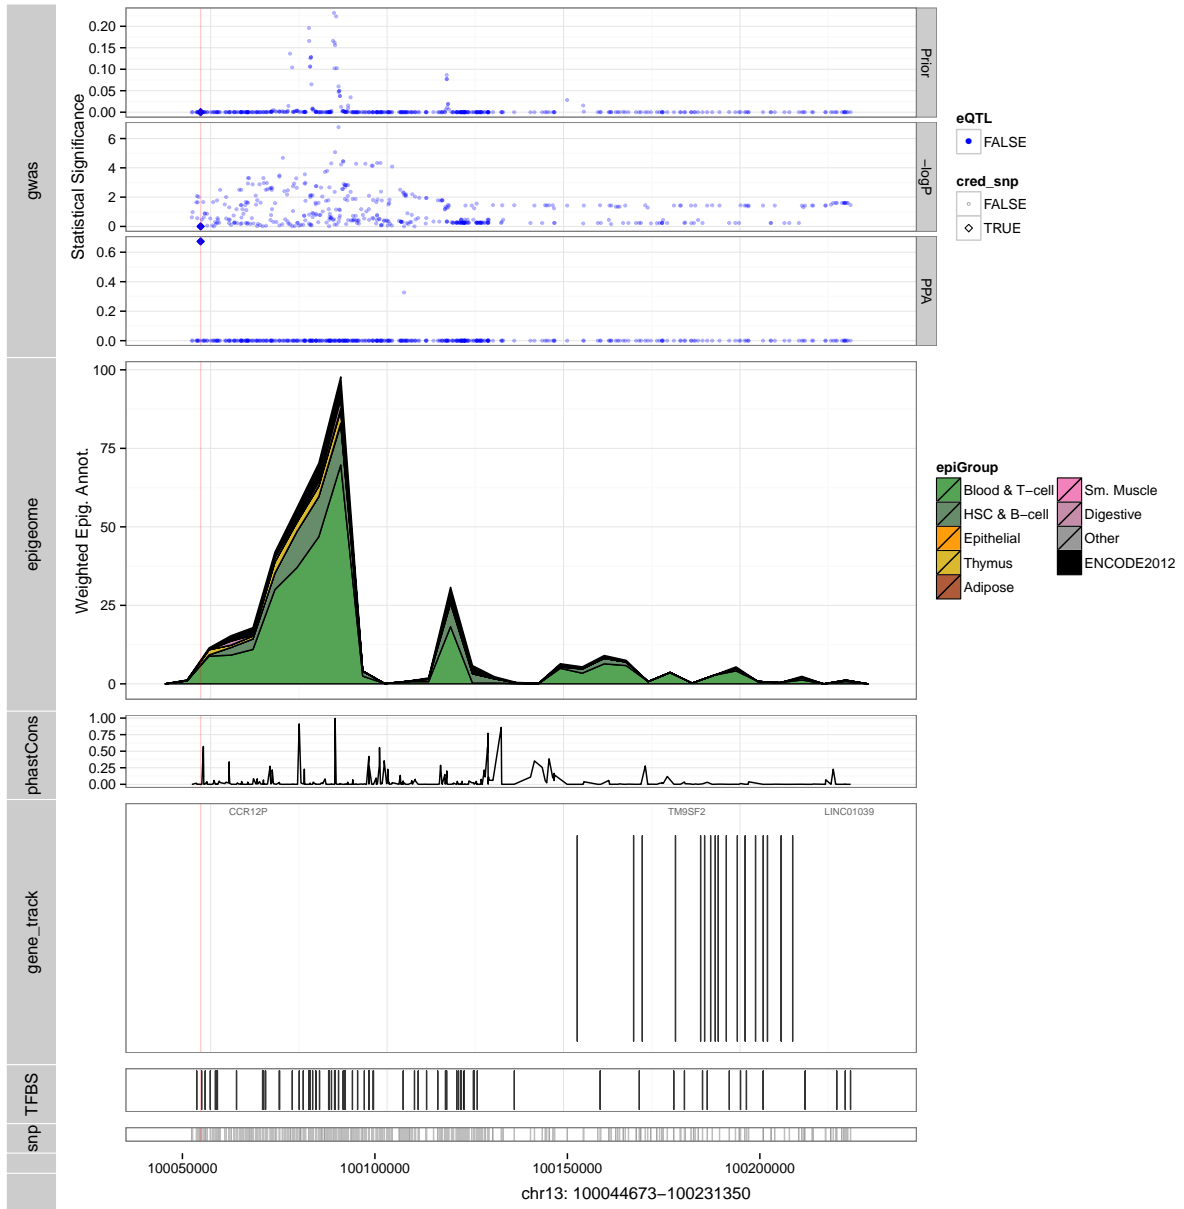 gwas
Statistical Significance
0.20
0.15
0.10
0.05
0.00
Prior
6
4
2
0
−logP
0.6
0.4
0.2
0.0
PPA
eQTL
FALSE
cred_snp
FALSE
TRUE
epigeome
Weighted Epig. Annot.
100
75
50
25
0
epiGroup
Blood & T−cell
HSC & B−cell
Epithelial
Thymus
Adipose
Sm. Muscle
Digestive
Other
ENCODE2012
phastCons
1.00
0.75
0.50
0.25
0.00
gene_track
CCR12P
TM9SF2
LINC01039
TFBS
snp
100050000
100100000
100150000
100200000
chr13: 100044673−100231350